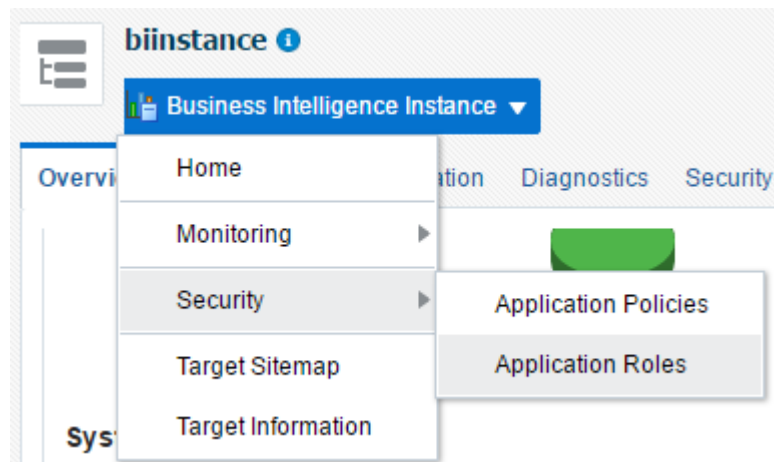 biinstance
Business Intelligence Instance
Overvi
ation Diagnostics Security
Home
Monitoring
Security
Application Policies
Application Roles
Target Sitemap
Target Information
Sys